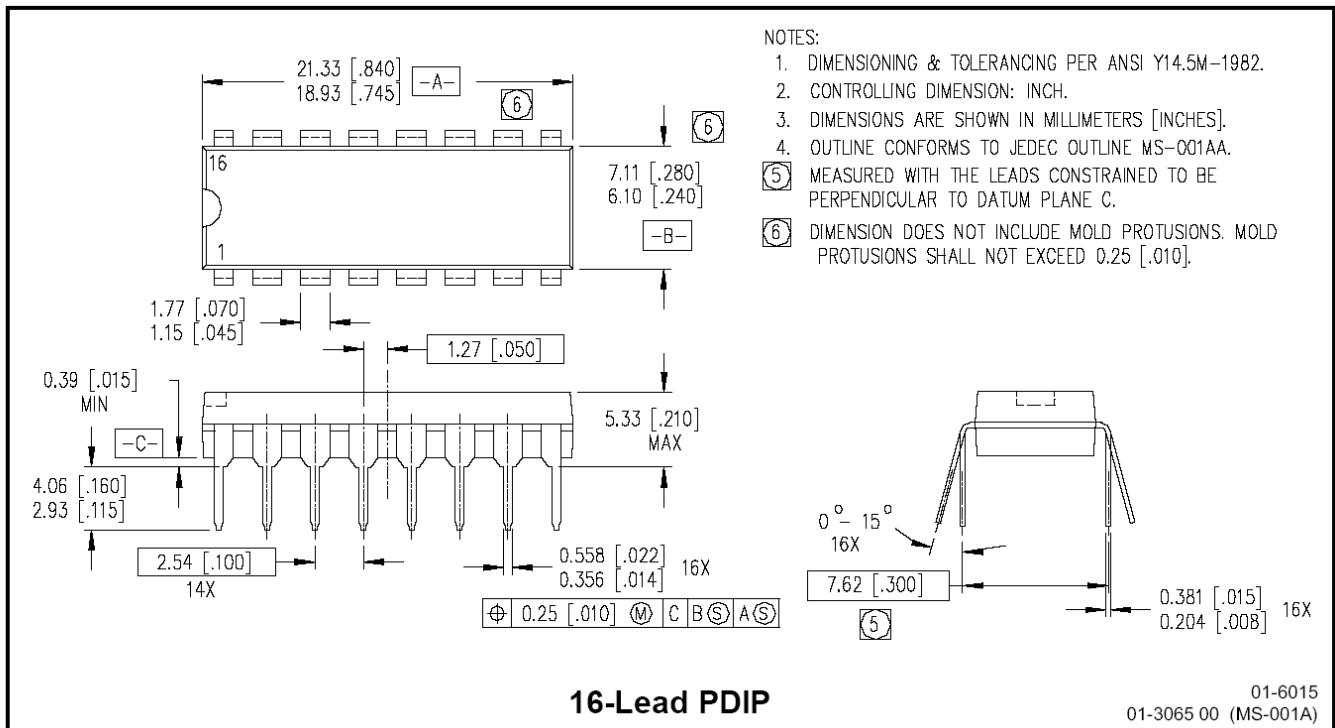 NOTES:
1. DIMENSIONING & TOLERANCING PER ANSI Y14.5M-1982.
2. CONTROLLING DIMENSION: INCH.
3. DIMENSIONS ARE SHOWN IN MILLIMETERS [INCHES].
4. OUTLINE CONFORMS TO JEDEC OUTLINE MS-001AA.
5 MEASURED WITH THE LEADS CONSTRAINED TO BE
PERPENDICULAR TO DATUM PLANE C.
6 DIMENSION DOES NOT INCLUDE MOLD PROTUSIONS. MOLD
PROTUSIONS SHALL NOT EXCEED 0.25 [.010].
21.33 [.840]
18.93 [.745]
-A-
6
6
16
1
7.11 [.280]
6.10 [.240]
-B-
1.77 [.070]
1.15 [.045]
1.27 [.050]
0.39 [.015]
MIN
-C-
5.33 [.210]
MAX
4.06 [.160]
2.93 [.115]
2.54 [.100]
14X
0.558 [.022]
0.356 [.014]
16X
⌖ 0.25 [.010] Ⓜ C B Ⓢ A Ⓢ
0° - 15°
16X
7.62 [.300]
5
0.381 [.015]
0.204 [.008]
16X
16-Lead PDIP
01-6015
01-3065 00 (MS-001A)